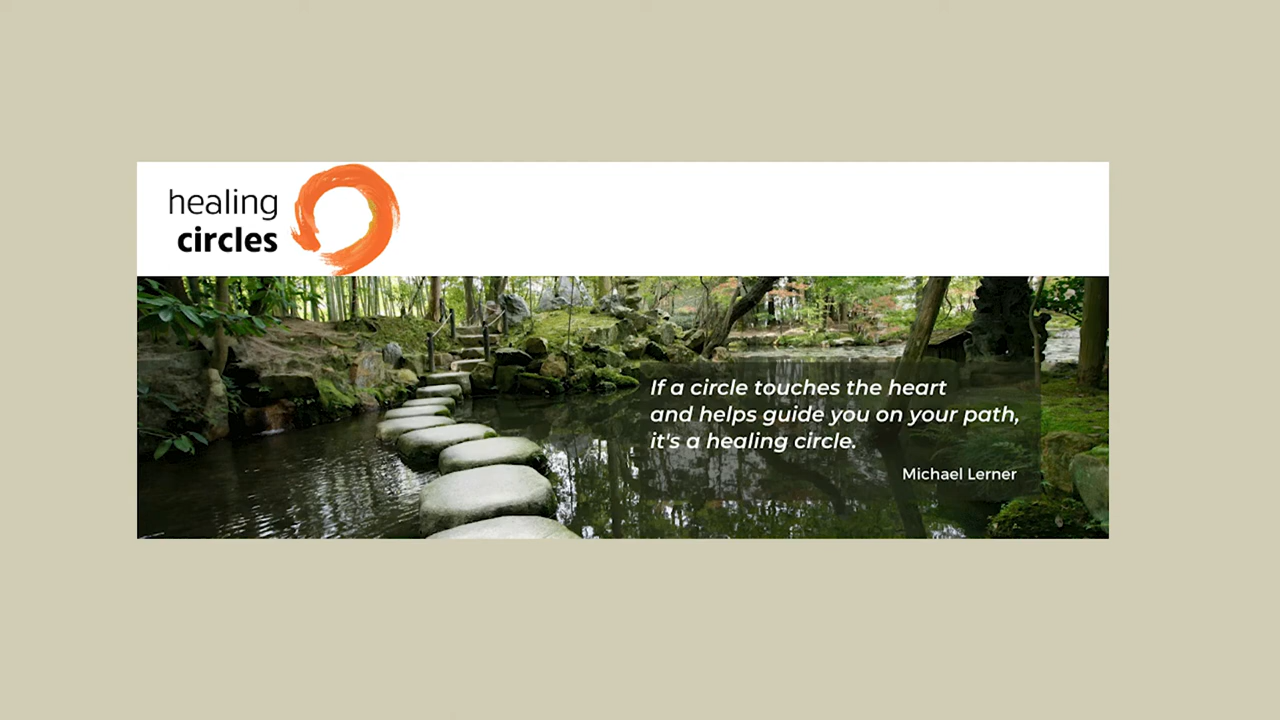 healing
circles
If a circle touches the heart
and helps guide you on your path,
it's a healing circle.
Michael Lerner